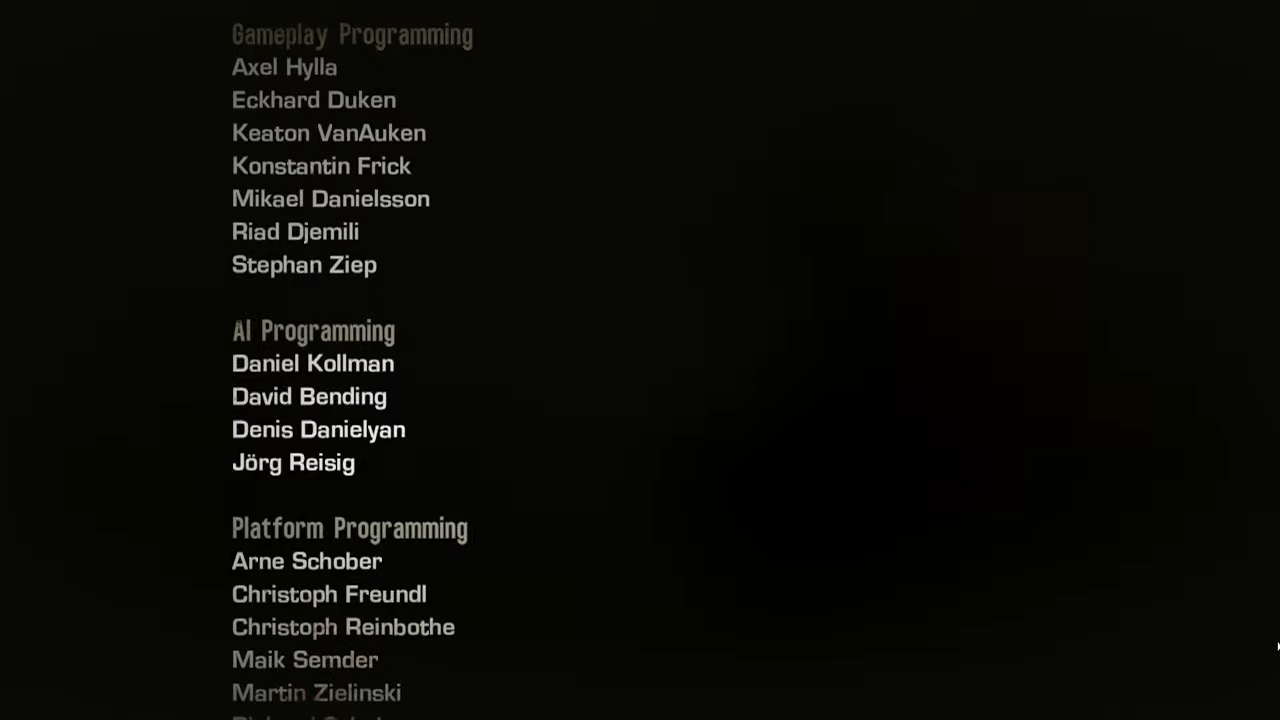 Gameplay Programming
Axel Hylla
Eckhard Duken
Keaton VanAuken
Konstantin Frick
Mikael Danielsson
Riad Djemili
Stephan Ziep
AI Programming
Daniel Kollman
David Bending
Denis Danielyan
Jörg Reisig
Platform Programming
Arne Schober
Christoph Freundl
Christoph Reinbothe
Maik Semder
Martin Zielinski